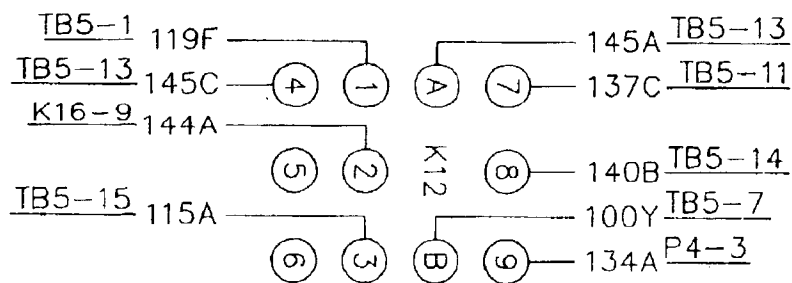 TB5-1 119F 145A TB5-13
TB5-13 145C 4 1 A 7 137C TB5-11
K16-9 144A
5 2 K12 8 140B TB5-14
TB5-15 115A 100Y TB5-7
6 3 B 9 134A P4-3